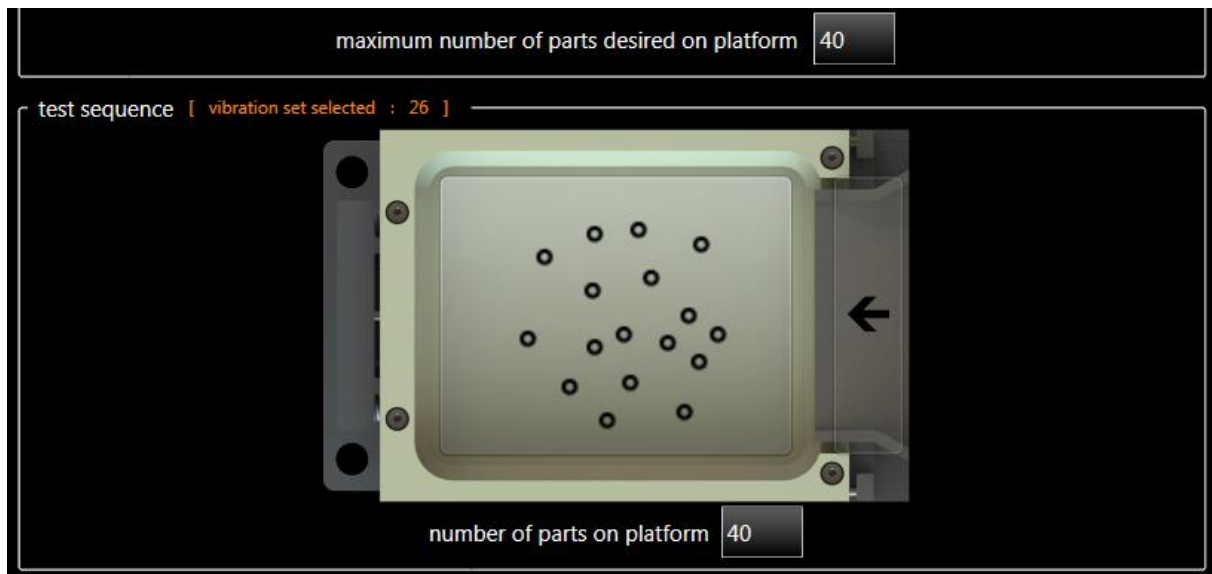 maximum number of parts desired on platform 40
test sequence [ vibration set selected : 26 ]
number of parts on platform 40